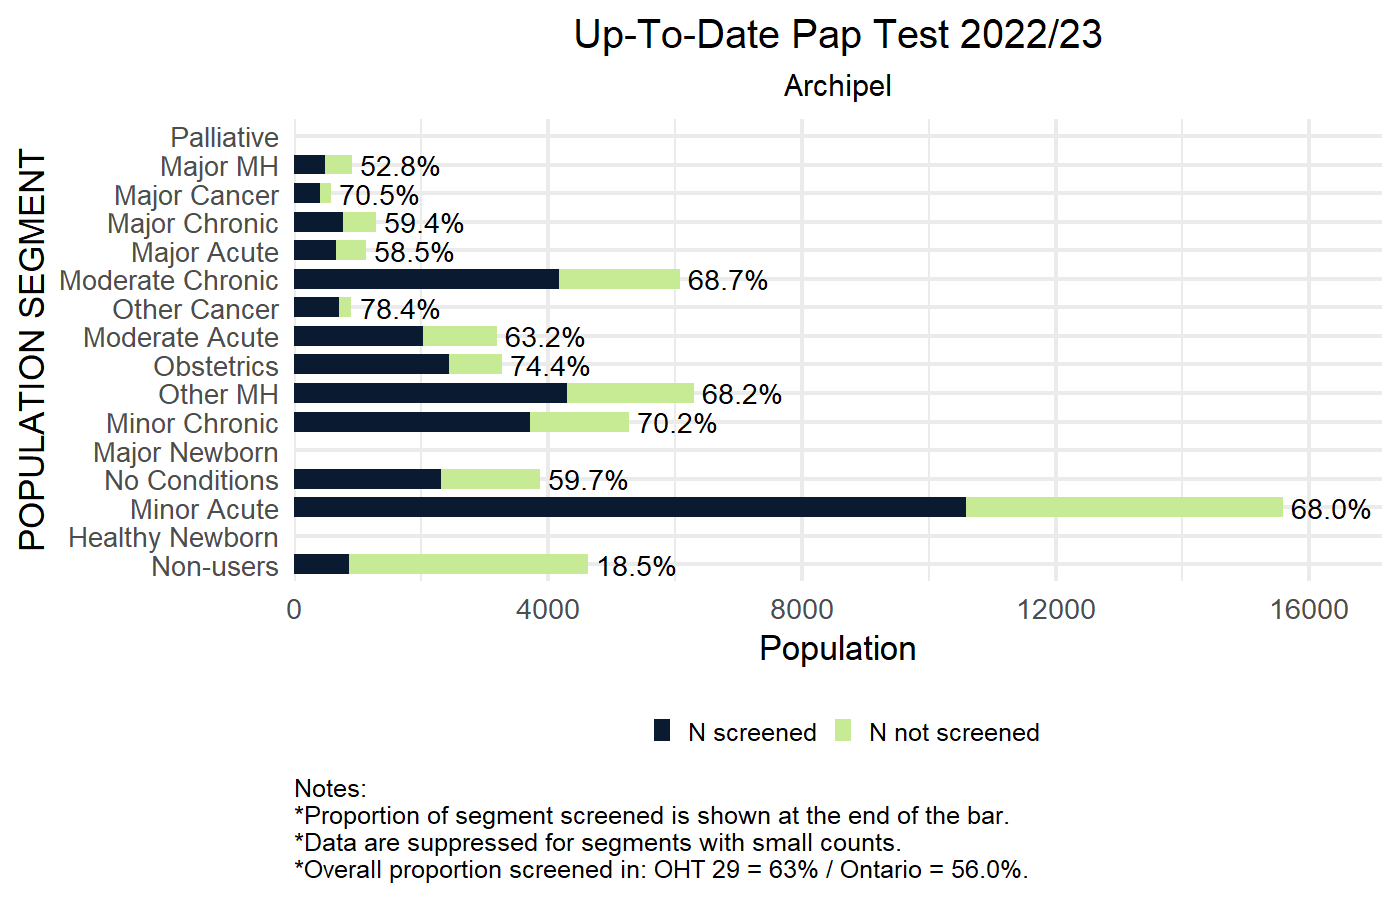 Up-To-Date Pap Test 2022/23
Archipel
POPULATION SEGMENT
Palliative
Major MH 52.8%
Major Cancer 70.5%
Major Chronic 59.4%
Major Acute 58.5%
Moderate Chronic 68.7%
Other Cancer 78.4%
Moderate Acute 63.2%
Obstetrics 74.4%
Other MH 68.2%
Minor Chronic 70.2%
Major Newborn
No Conditions 59.7%
Minor Acute 68.0%
Healthy Newborn
Non-users 18.5%
0 4000 8000 12000 16000
Population
N screened N not screened
Notes:
*Proportion of segment screened is shown at the end of the bar.
*Data are suppressed for segments with small counts.
*Overall proportion screened in: OHT 29 = 63% / Ontario = 56.0%.